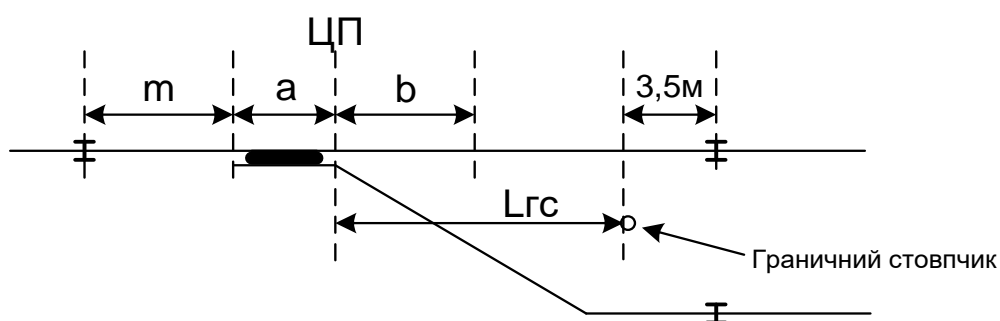 ЦП
m
a
b
3,5м
Lгс
Граничний стовпчик